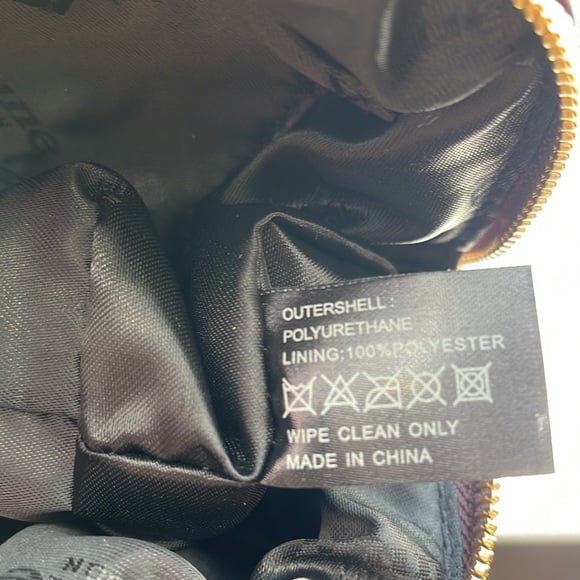 OUTERSHELL :
POLYURETHANE
LINING:100%POLYESTER
WIPE CLEAN ONLY
MADE IN CHINA